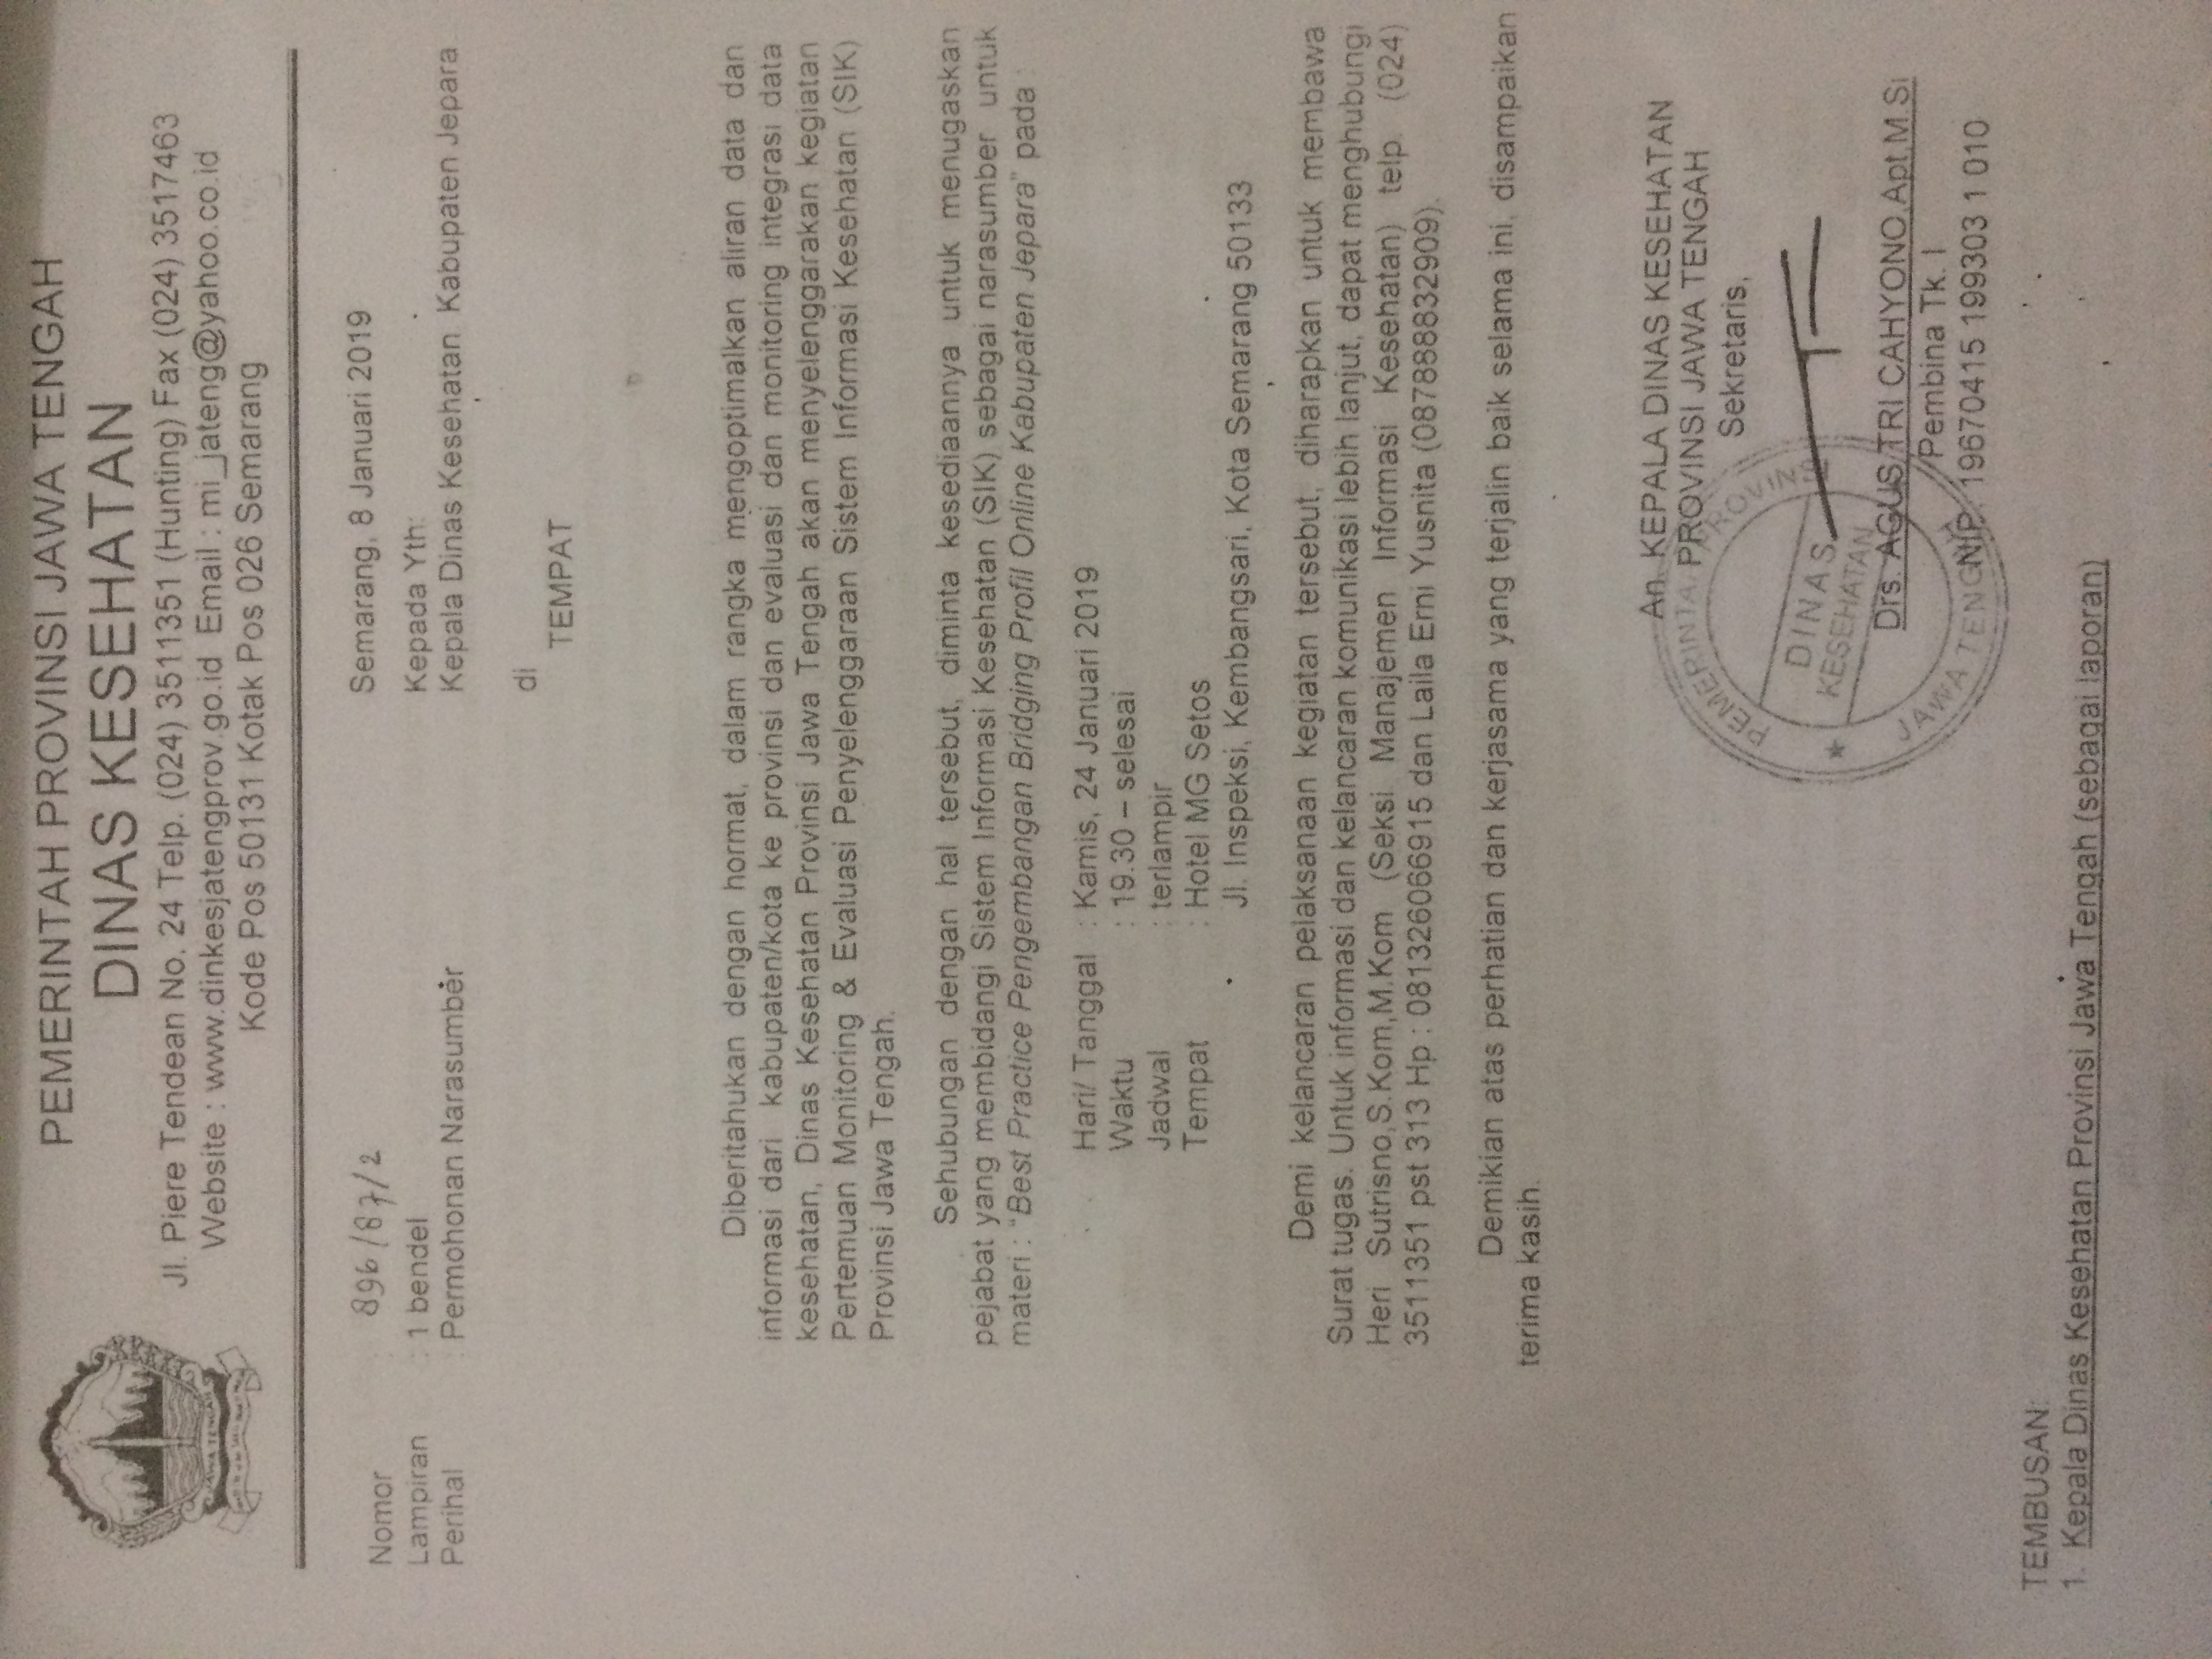 PEMERINTAH PROVINSI JAWA TENGAH
DINAS KESEHATAN
Jl. Piere Tendean No. 24 Telp. (024) 3511351 (Hunting) Fax (024) 3517463
Website : www.dinkesjatengprov.go.id Email : mi_jateng@yahoo.co.id
Kode Pos 50131 Kotak Pos 026 Semarang
JAWA TENGAH
Nomor : 896/87/2
Lampiran : 1 bendel
Perihal : Permohonan Narasumber
Semarang, 8 Januari 2019
Kepada Yth:
Kepala Dinas Kesehatan Kabupaten Jepara
di
TEMPAT
Diberitahukan dengan hormat, dalam rangka mengoptimalkan aliran data dan
informasi dari kabupaten/kota ke provinsi dan evaluasi dan monitoring integrasi data
kesehatan, Dinas Kesehatan Provinsi Jawa Tengah akan menyelenggarakan kegiatan
Pertemuan Monitoring & Evaluasi Penyelenggaraan Sistem Informasi Kesehatan (SIK)
Provinsi Jawa Tengah.
Sehubungan dengan hal tersebut, diminta kesediaannya untuk menugaskan
pejabat yang membidangi Sistem Informasi Kesehatan (SIK) sebagai narasumber untuk
materi : "Best Practice Pengembangan Bridging Profil Online Kabupaten Jepara" pada :
Hari/ Tanggal : Kamis, 24 Januari 2019
Waktu : 19.30 – selesai
Jadwal : terlampir
Tempat : Hotel MG Setos
Jl. Inspeksi, Kembangsari, Kota Semarang 50133
Demi kelancaran pelaksanaan kegiatan tersebut, diharapkan untuk membawa
Surat tugas. Untuk informasi dan kelancaran komunikasi lebih lanjut, dapat menghubungi
Heri Sutrisno,S.Kom,M.Kom (Seksi Manajemen Informasi Kesehatan) telp. (024)
3511351 pst 313 Hp : 081326066915 dan Laila Erni Yusnita (087888832909).
Demikian atas perhatian dan kerjasama yang terjalin baik selama ini, disampaikan
terima kasih.
An. KEPALA DINAS KESEHATAN
PROVINSI JAWA TENGAH
Sekretaris,
PEMERINTAH PROVINSI
DINAS
KESEHATAN
JAWA TENGAH
Drs. AGUS TRI CAHYONO,Apt,M.Si
Pembina Tk. I
NIP. 19670415 199303 1 010
TEMBUSAN:
1. Kepala Dinas Kesehatan Provinsi Jawa Tengah (sebagai laporan)